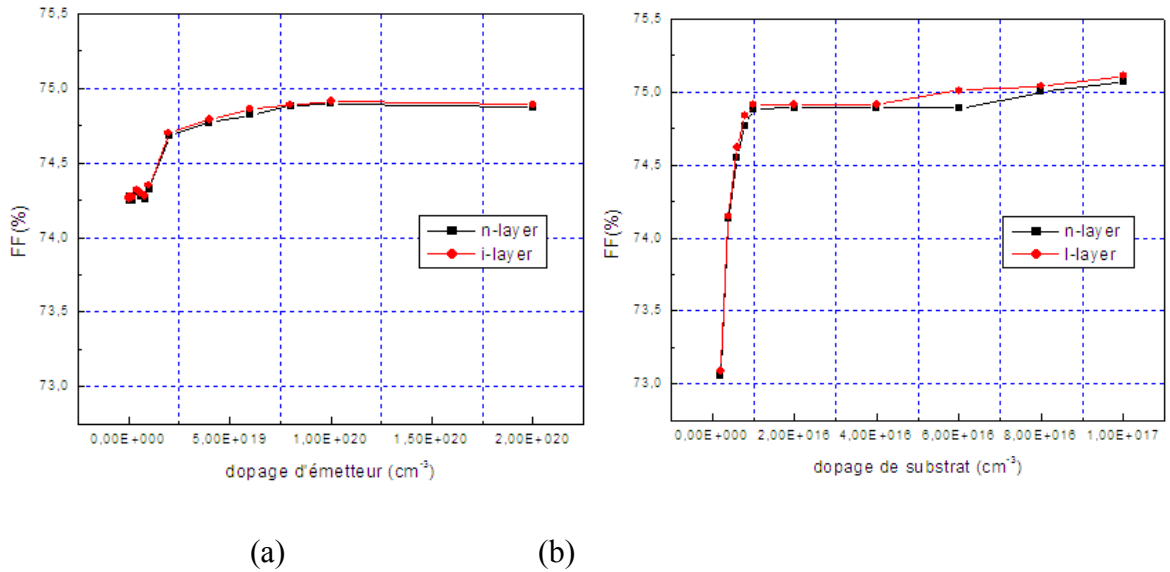 75,5
75,0
74,5
74,0
73,5
73,0
FF(%)
n-layer
i-layer
0,00E+000 5,00E+019 1,00E+020 1,50E+020 2,00E+020
dopage d'émetteur (cm-3)
75,5
75,0
74,5
74,0
73,5
73,0
FF(%)
n-layer
I-layer
0,00E+000 2,00E+016 4,00E+016 6,00E+016 8,00E+016 1,00E+017
dopage de substrat (cm-3)
(a) (b)